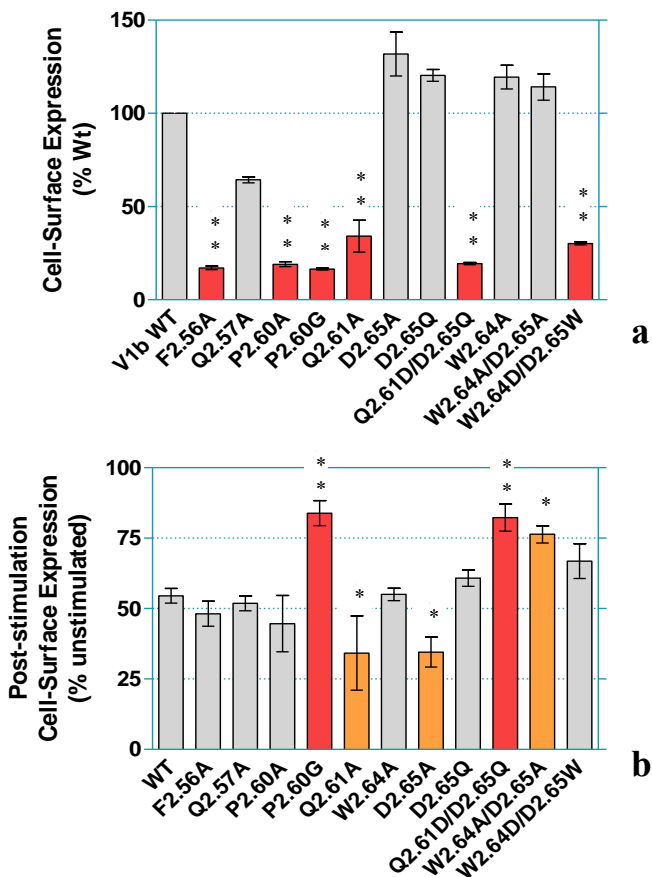 150
100
50
0
Cell-Surface Expression
(% Wt)
* *
* *
* *
* *
* *
* *
V1b WT
F2.56A
Q2.57A
P2.60A
P2.60G
Q2.61A
D2.65A
D2.65Q
Q2.61D/D2.65Q
W2.64A
W2.64A/D2.65A
W2.64D/D2.65W
a
100
75
50
25
0
Post-stimulation
Cell-Surface Expression
(% unstimulated)
* *
*
*
* *
*
WT
F2.56A
Q2.57A
P2.60A
P2.60G
Q2.61A
W2.64A
D2.65A
D2.65Q
Q2.61D/D2.65Q
W2.64A/D2.65A
W2.64D/D2.65W
b